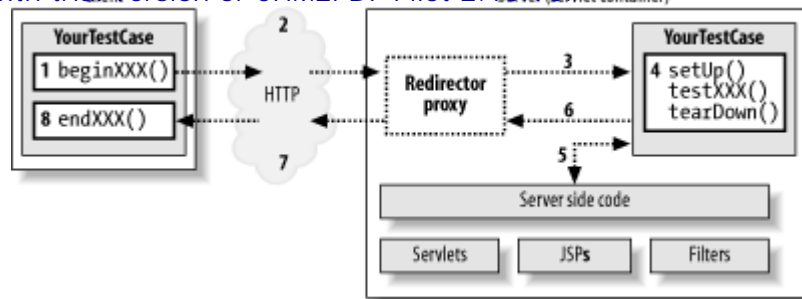 YourTestCase
1 beginXXX()
8 endXXX()
2
HTTP
7
Redirector
proxy
3
6
5
YourTestCase
4 setUp()
testXXX()
tearDown()
Server side code
Servlets
JSPs
Filters